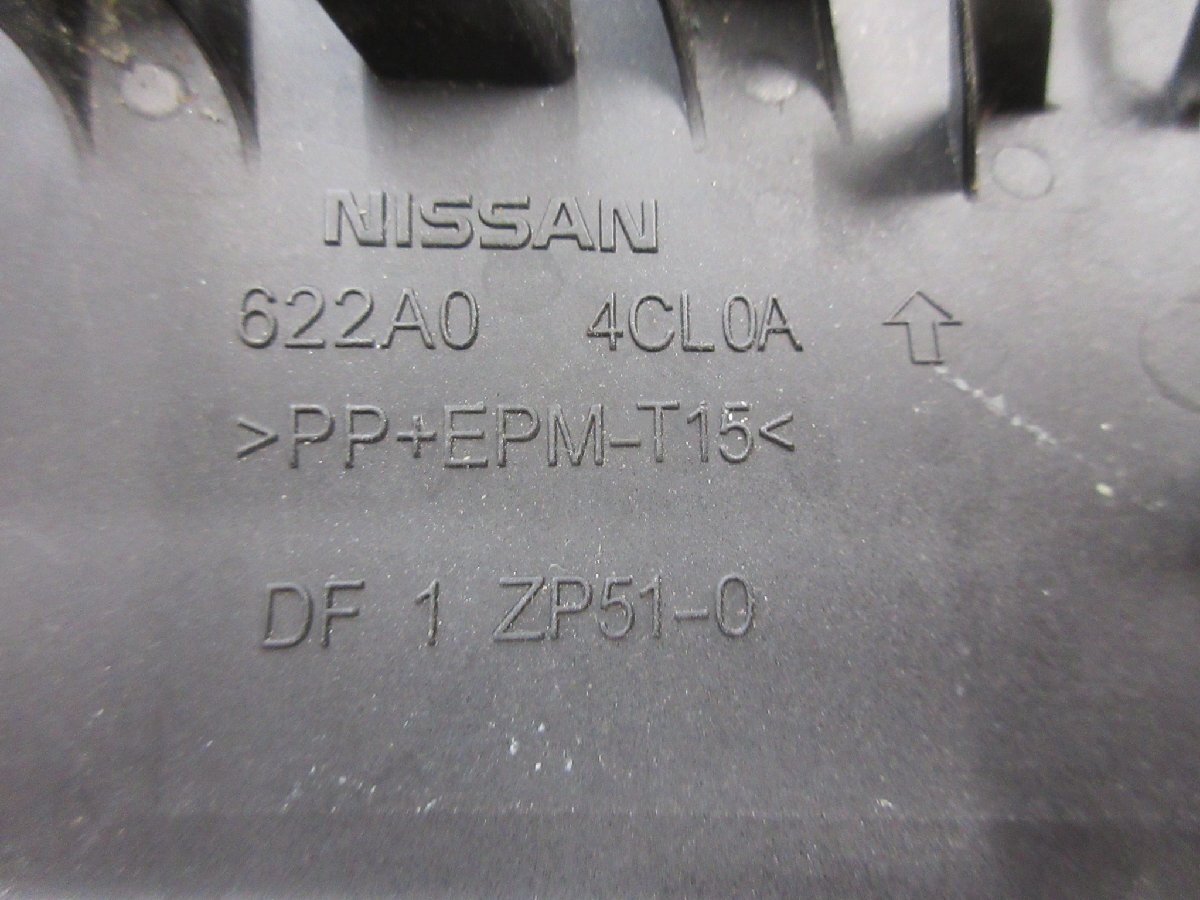 NISSAN
622A0 4CL0A
>PP+EPM-T15<
DF 1 ZP51-0